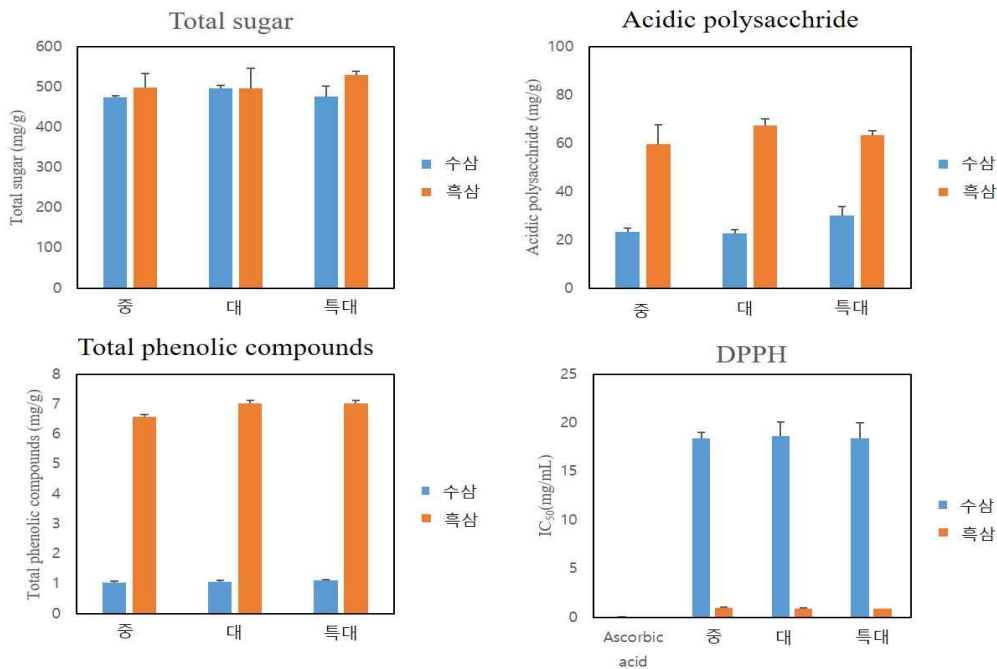 Total sugar
600
500
400
300
200
100
0
Total sugar (mg/g)
중 대 특대
수삼
흑삼
Acidic polysacchride
100
80
60
40
20
0
Acidic polysacchride (mg/g)
중 대 특대
수삼
흑삼
Total phenolic compounds
8
7
6
5
4
3
2
1
0
Total phenolic compounds (mg/g)
중 대 특대
수삼
흑삼
DPPH
25
20
15
10
5
0
IC₅₀(mg/mL)
Ascorbic 중 대 특대
acid
수삼
흑삼